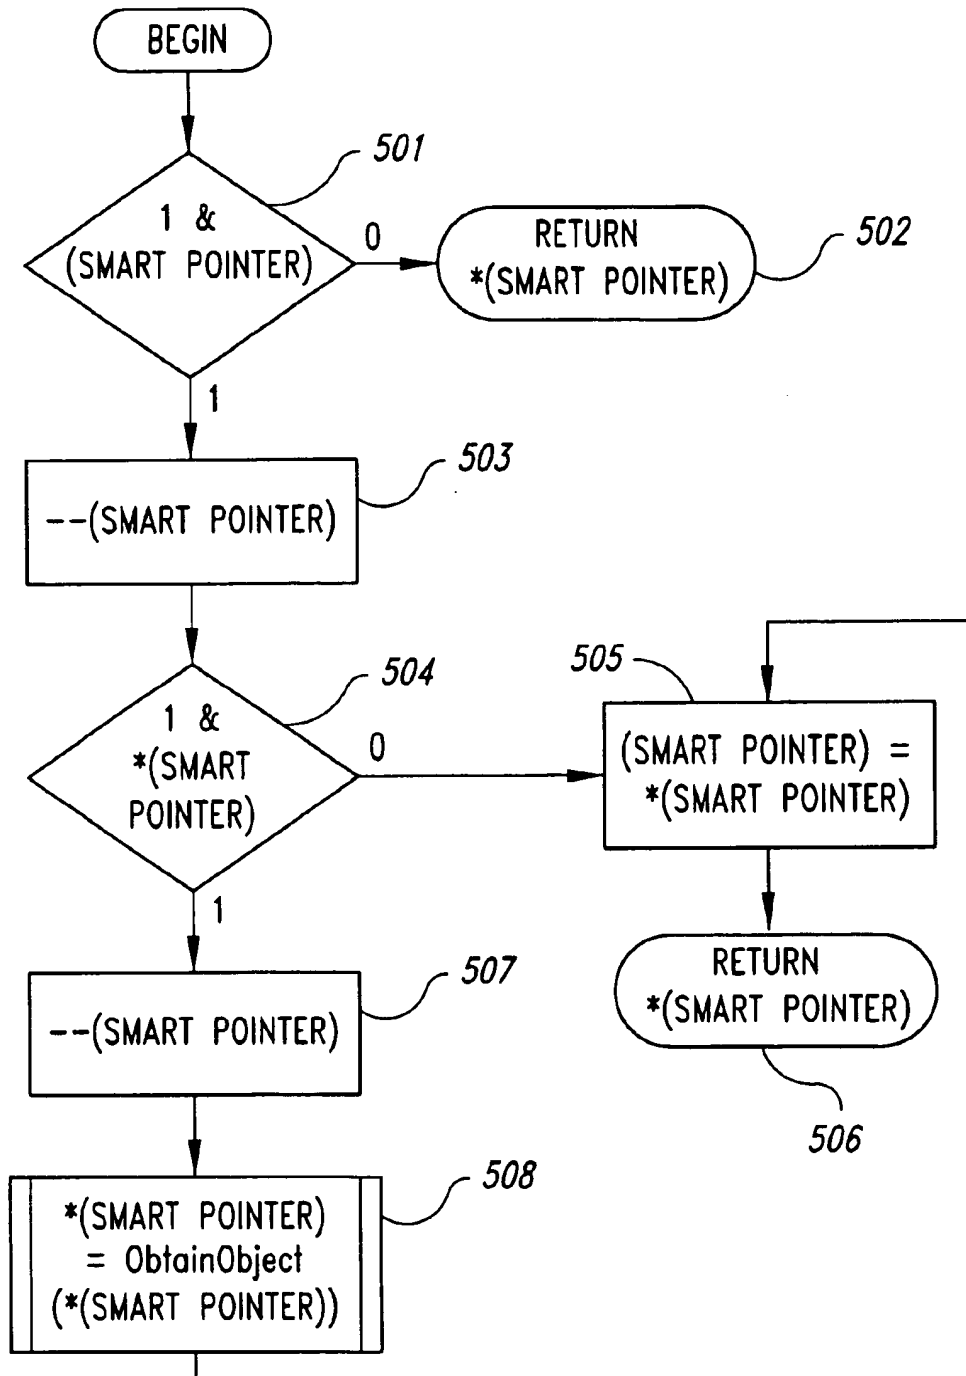 BEGIN
501
1 &
(SMART POINTER)
0
RETURN
*(SMART POINTER)
502
1
503
--(SMART POINTER)
504
1 &
*(SMART
POINTER)
0
505
(SMART POINTER) =
*(SMART POINTER)
1
507
--(SMART POINTER)
RETURN
*(SMART POINTER)
506
508
*(SMART POINTER)
= ObtainObject
(*(SMART POINTER))